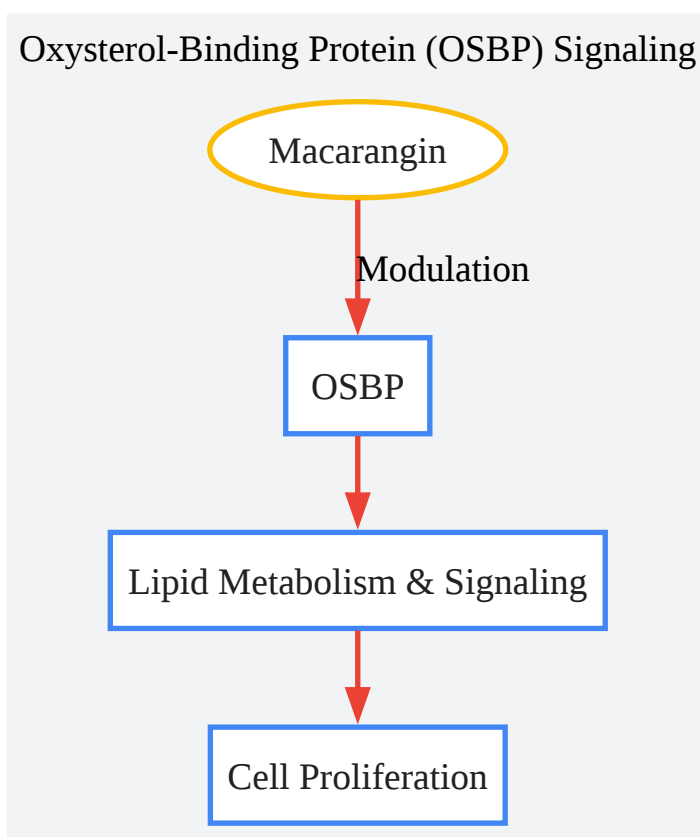 Oxysterol-Binding Protein (OSBP) Signaling
Macarangin
Modulation
OSBP
Lipid Metabolism & Signaling
Cell Proliferation